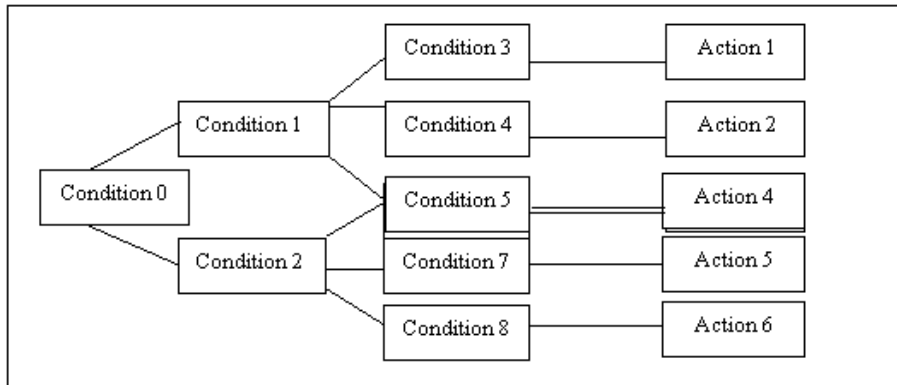 Condition 3
Action 1
Condition 1
Condition 4
Action 2
Condition 0
Condition 5
Action 4
Condition 2
Condition 7
Action 5
Condition 8
Action 6